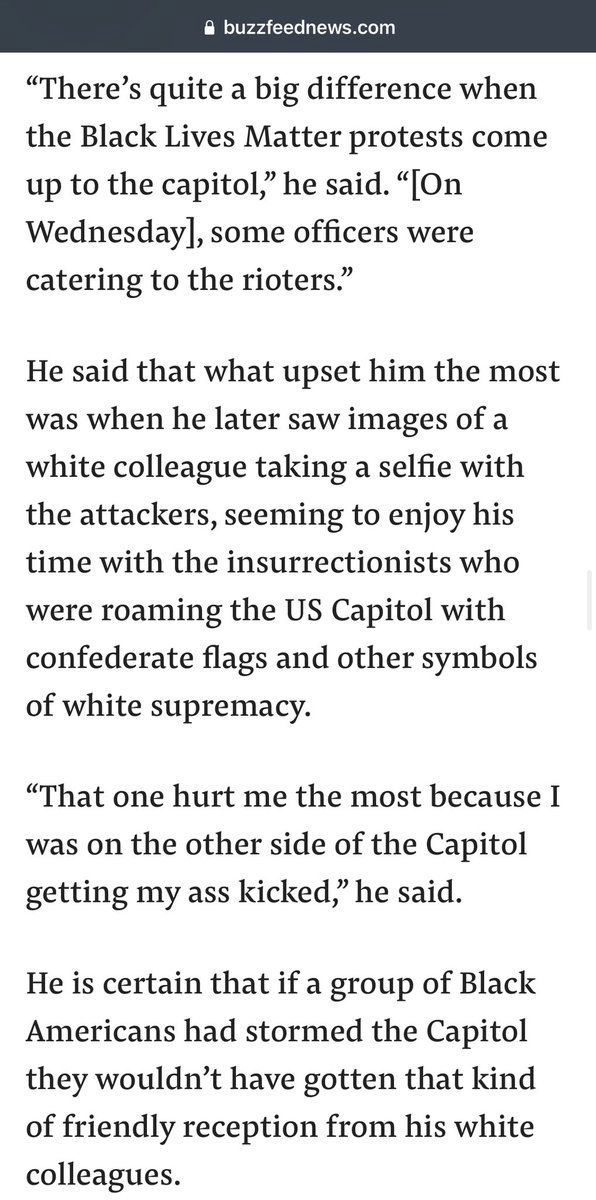 buzzfeednews.com
“There’s quite a big difference when
the Black Lives Matter protests come
up to the capitol,” he said. “[On
Wednesday], some officers were
catering to the rioters.”
He said that what upset him the most
was when he later saw images of a
white colleague taking a selfie with
the attackers, seeming to enjoy his
time with the insurrectionists who
were roaming the US Capitol with
confederate flags and other symbols
of white supremacy.
“That one hurt me the most because I
was on the other side of the Capitol
getting my ass kicked,” he said.
He is certain that if a group of Black
Americans had stormed the Capitol
they wouldn’t have gotten that kind
of friendly reception from his white
colleagues.